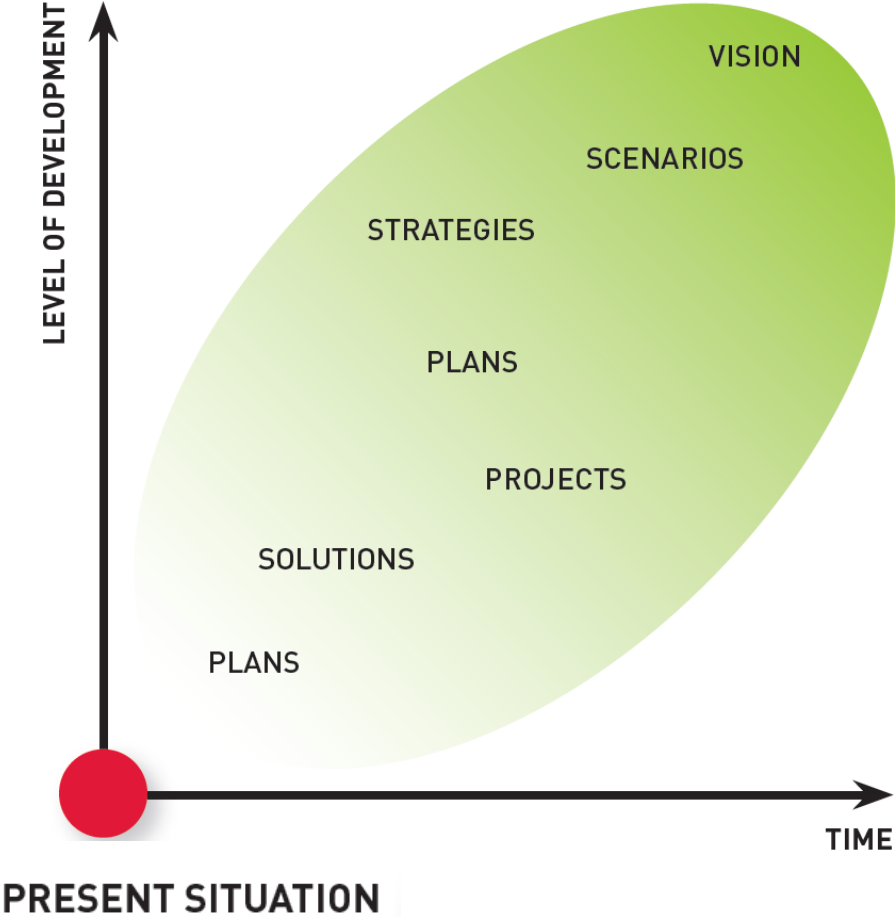 LEVEL OF DEVELOPMENT
VISION
SCENARIOS
STRATEGIES
PLANS
PROJECTS
SOLUTIONS
PLANS
TIME
PRESENT SITUATION